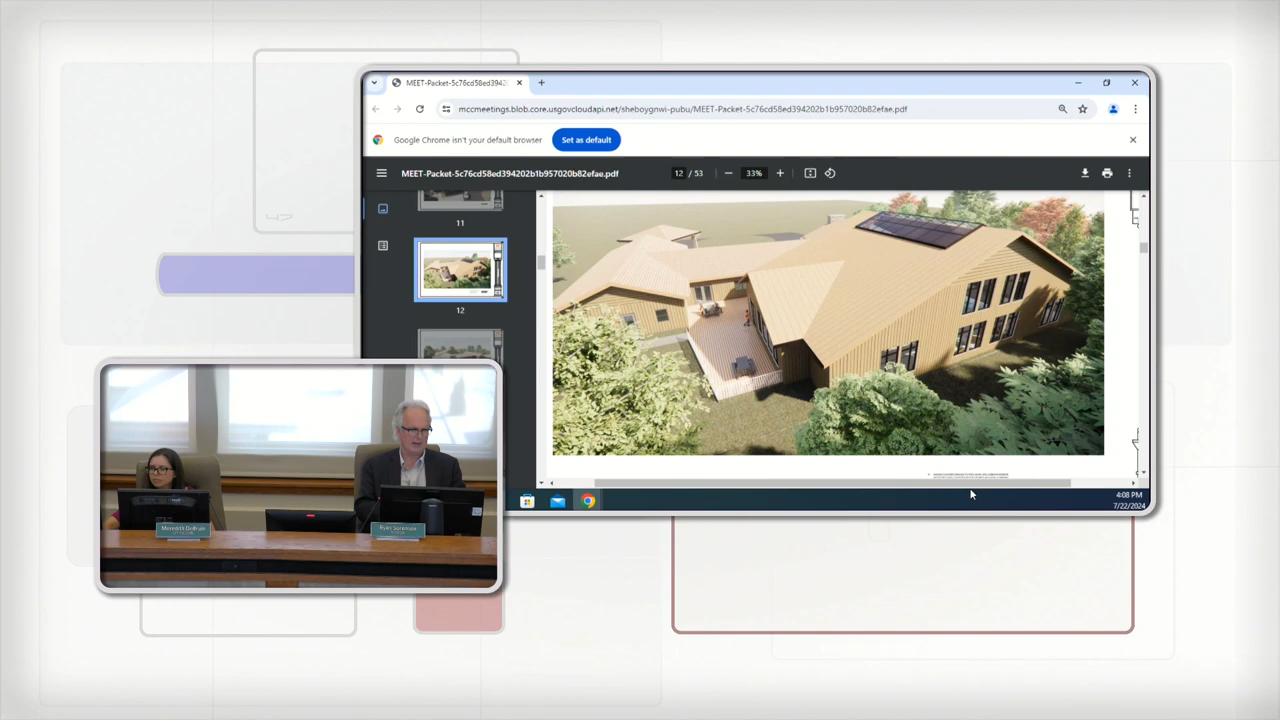 MEET-Packet-5c76cd58ed3942
mccmeetings.blob.core.usgovcloudapi.net/sheboygnwi-pubu/MEET-Packet-5c76cd58ed394202b1b957020b82efae.pdf
Google Chrome isn't your default browser
Set as default
MEET-Packet-5c76cd58ed394202b1b957020b82efae.pdf
12 / 53
33%
11
12
4:08 PM
7/22/2024
Meredith DeBruin
Ryan Sorenson